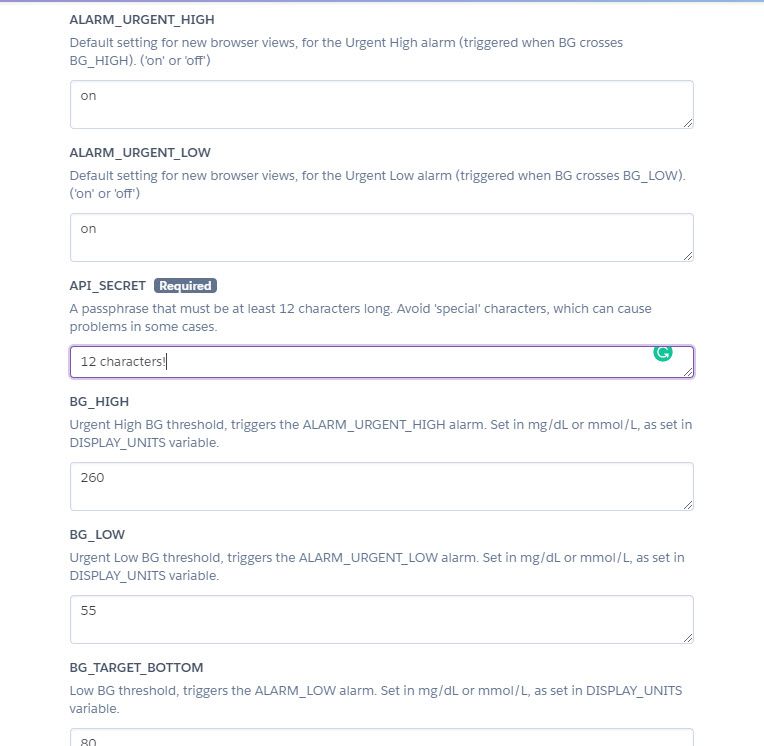 ALARM_URGENT_HIGH
Default setting for new browser views, for the Urgent High alarm (triggered when BG crosses
BG_HIGH). ('on' or 'off')
on
ALARM_URGENT_LOW
Default setting for new browser views, for the Urgent Low alarm (triggered when BG crosses BG_LOW).
('on' or 'off')
on
API_SECRET Required
A passphrase that must be at least 12 characters long. Avoid 'special' characters, which can cause
problems in some cases.
12 characters!
BG_HIGH
Urgent High BG threshold, triggers the ALARM_URGENT_HIGH alarm. Set in mg/dL or mmol/L, as set in
DISPLAY_UNITS variable.
260
BG_LOW
Urgent Low BG threshold, triggers the ALARM_URGENT_LOW alarm. Set in mg/dL or mmol/L, as set in
DISPLAY_UNITS variable.
55
BG_TARGET_BOTTOM
Low BG threshold, triggers the ALARM_LOW alarm. Set in mg/dL or mmol/L, as set in DISPLAY_UNITS
variable.
80